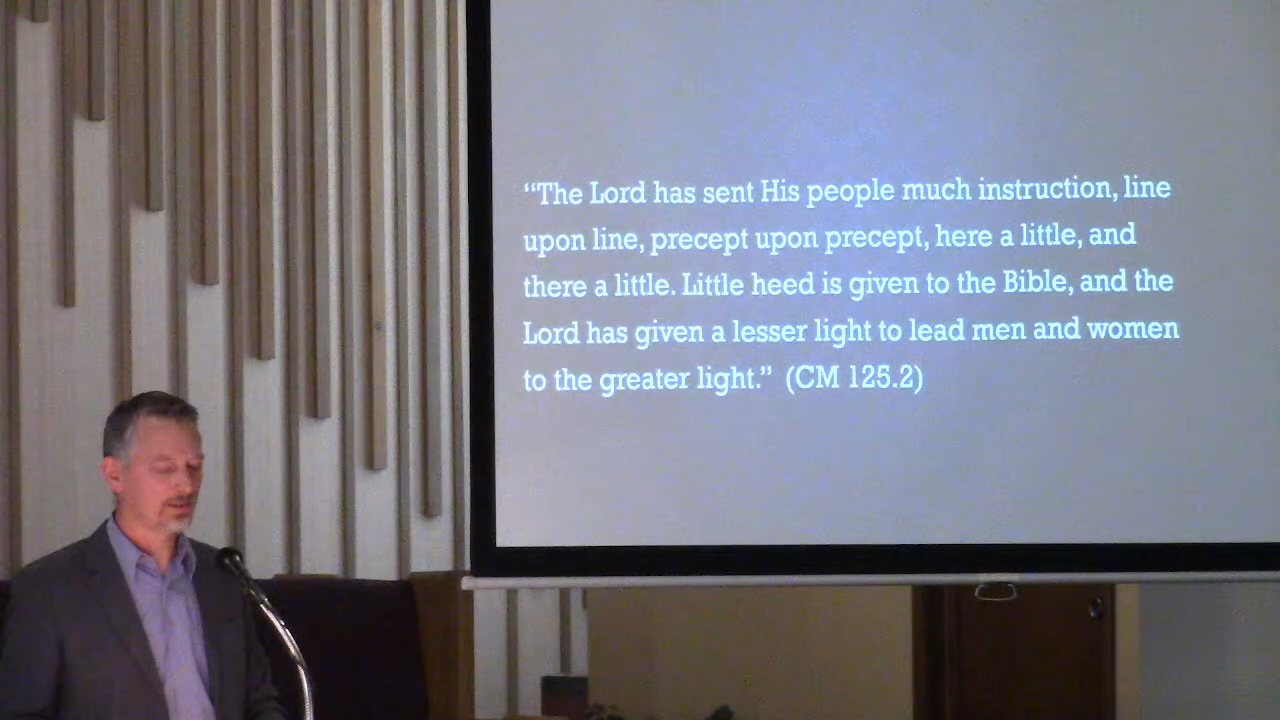 “The Lord has sent His people much instruction, line
upon line, precept upon precept, here a little, and
there a little. Little heed is given to the Bible, and the
Lord has given a lesser light to lead men and women
to the greater light.” (CM 125.2)